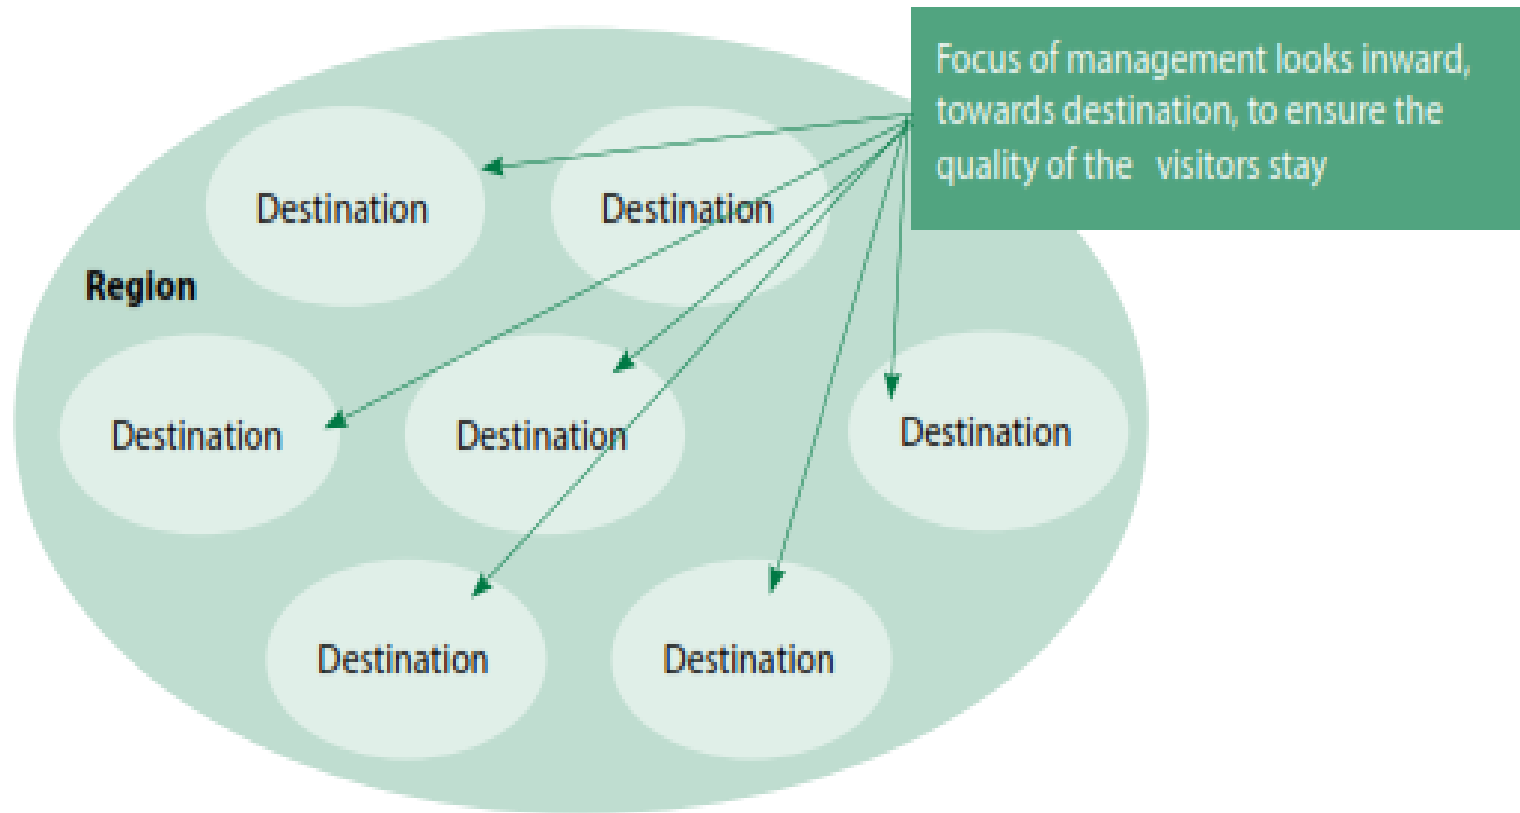 Focus of management looks inward,
towards destination, to ensure the
quality of the visitors stay
Destination
Destination
Region
Destination
Destination
Destination
Destination
Destination